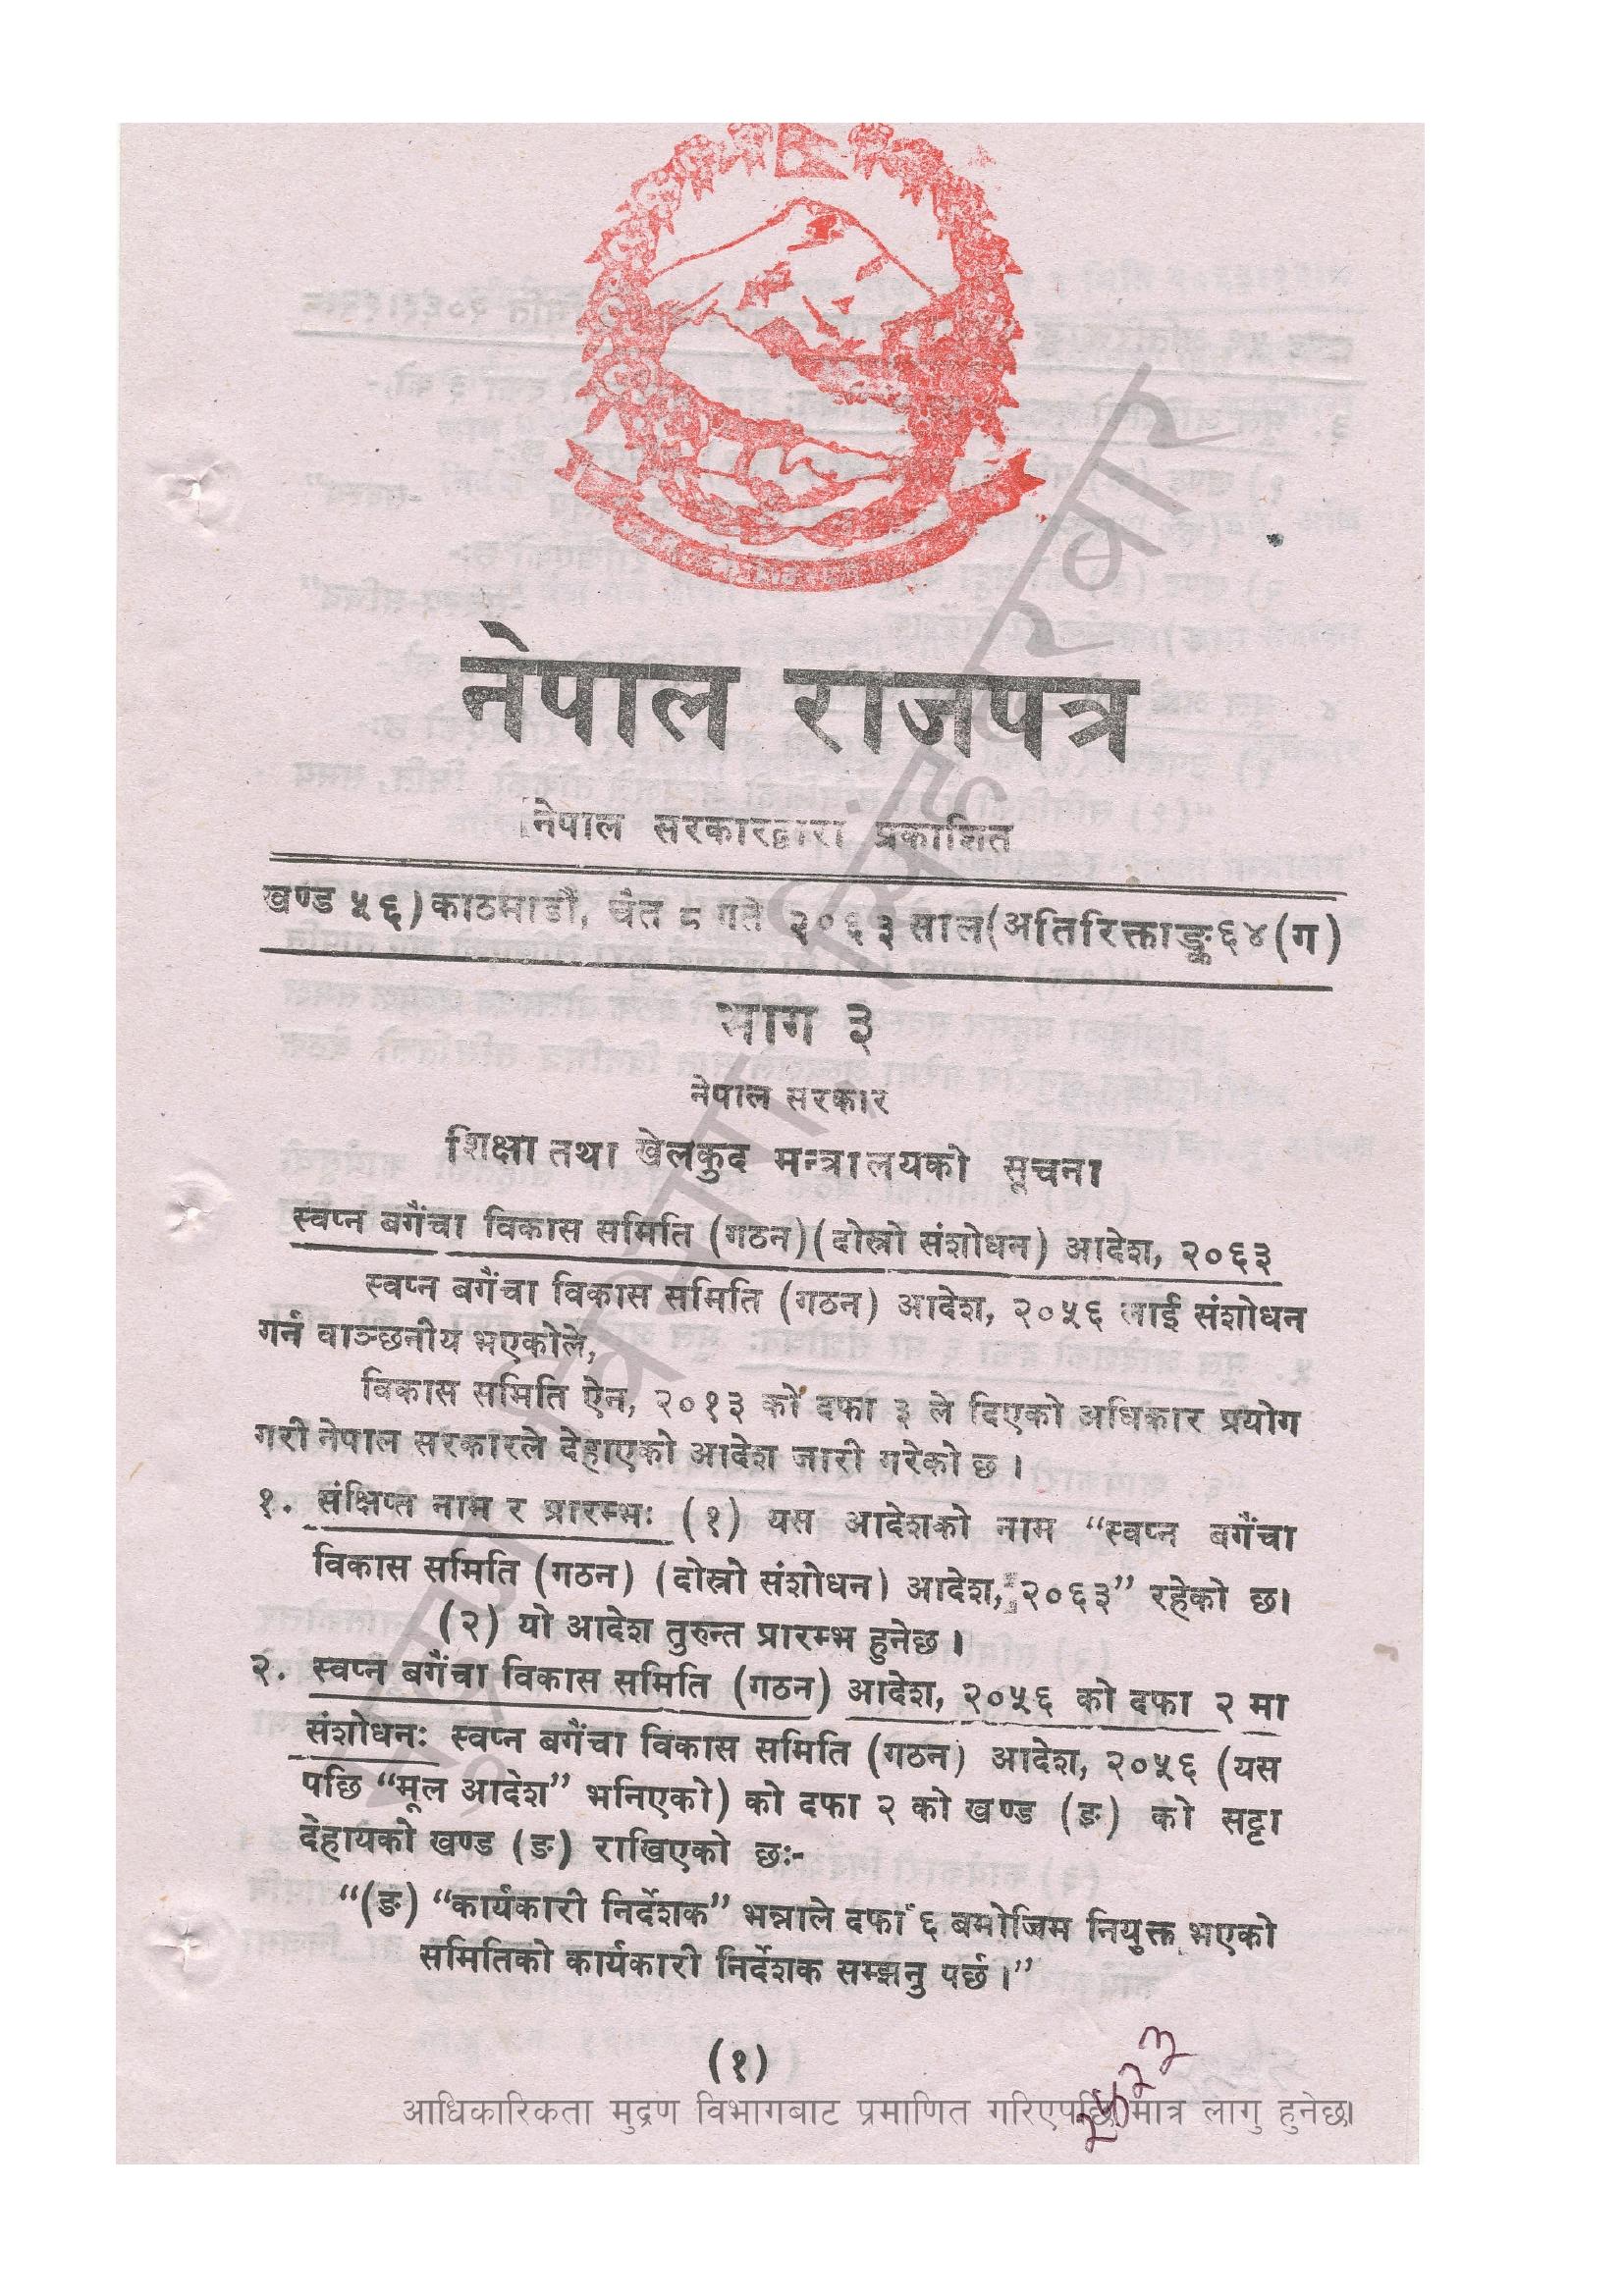 नेपाल राजपत्र
नेपाल सरकारद्वारा प्रकाशित
खण्ड ५६) काठमाडौं, चैत ८ गते २०६३ साल (अतिरिक्ताङ्क ६४ (ग)
भाग ३
नेपाल सरकार
शिक्षा तथा खेलकुद मन्त्रालयको सूचना
स्वप्न बगैंचा विकास समिति (गठन) (दोस्रो संशोधन) आदेश, २०६३
स्वप्न बगैंचा विकास समिति (गठन) आदेश, २०५६ लाई संशोधन
गर्न वाञ्छनीय भएकोले,
विकास समिति ऐन, २०१३ को दफा ३ ले दिएको अधिकार प्रयोग
गरी नेपाल सरकारले देहाएको आदेश जारी गरेको छ ।
१. संक्षिप्त नाम र प्रारम्भः (१) यस आदेशको नाम “स्वप्न बगैंचा
विकास समिति (गठन) (दोस्रो संशोधन) आदेश, २०६३” रहेको छ।
(२) यो आदेश तुरुन्त प्रारम्भ हुनेछ ।
२. स्वप्न बगैंचा विकास समिति (गठन) आदेश, २०५६ को दफा २ मा
संशोधनः स्वप्न बगैंचा विकास समिति (गठन) आदेश, २०५६ (यस
पछि “मूल आदेश” भनिएको) को दफा २ को खण्ड (ङ) को सट्टा
देहायको खण्ड (ङ) राखिएको छः-
“(ङ) “कार्यकारी निर्देशक” भन्नाले दफा ६ बमोजिम नियुक्त भएको
समितिको कार्यकारी निर्देशक सम्झनु पर्छ ।”
(१)
आधिकारिकता मुद्रण विभागबाट प्रमाणित गरिएपछि मात्र लागु हुनेछ।